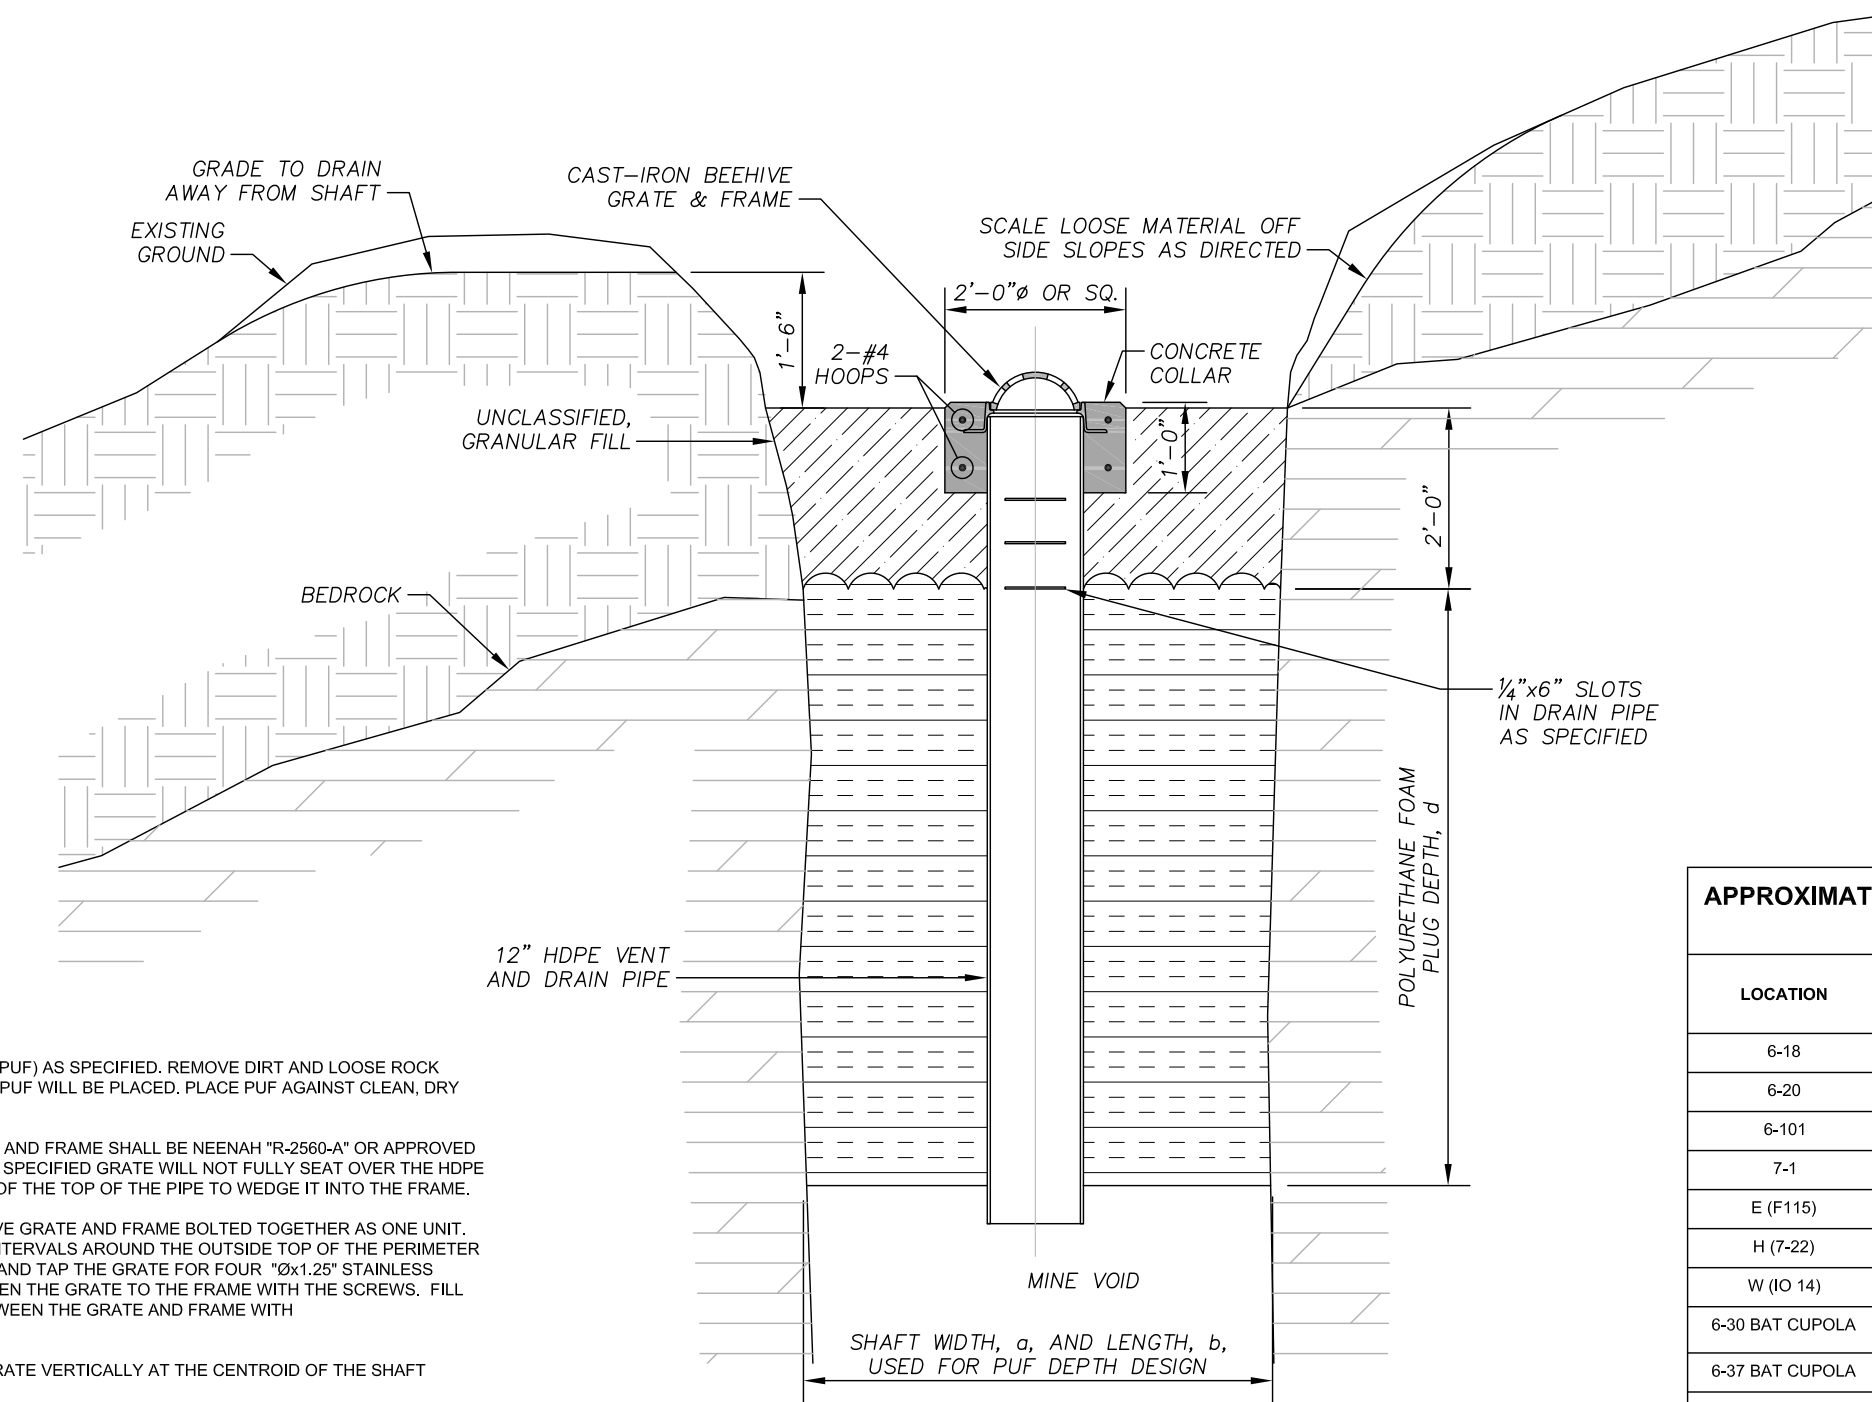 GRADE TO DRAIN
AWAY FROM SHAFT
EXISTING
GROUND
CAST-IRON BEEHIVE
GRATE & FRAME
SCALE LOOSE MATERIAL OFF
SIDE SLOPES AS DIRECTED
2'-0"ø OR SQ.
1'-6"
2-#4
HOOPS
CONCRETE
COLLAR
UNCLASSIFIED,
GRANULAR FILL
1'-0"
2'-0"
BEDROCK
1/4"x6" SLOTS
IN DRAIN PIPE
AS SPECIFIED
POLYURETHANE FOAM
PLUG DEPTH, d
12" HDPE VENT
AND DRAIN PIPE
MINE VOID
SHAFT WIDTH, a, AND LENGTH, b,
USED FOR PUF DEPTH DESIGN
PUF) AS SPECIFIED. REMOVE DIRT AND LOOSE ROCK
PUF WILL BE PLACED. PLACE PUF AGAINST CLEAN, DRY
AND FRAME SHALL BE NEENAH "R-2560-A" OR APPROVED
SPECIFIED GRATE WILL NOT FULLY SEAT OVER THE HDPE
OF THE TOP OF THE PIPE TO WEDGE IT INTO THE FRAME.
VE GRATE AND FRAME BOLTED TOGETHER AS ONE UNIT.
NTERVALS AROUND THE OUTSIDE TOP OF THE PERIMETER
AND TAP THE GRATE FOR FOUR "Øx1.25" STAINLESS
EN THE GRATE TO THE FRAME WITH THE SCREWS. FILL
WEEN THE GRATE AND FRAME WITH
RATE VERTICALLY AT THE CENTROID OF THE SHAFT
APPROXIMAT
LOCATION
6-18
6-20
6-101
7-1
E (F115)
H (7-22)
W (IO 14)
6-30 BAT CUPOLA
6-37 BAT CUPOLA